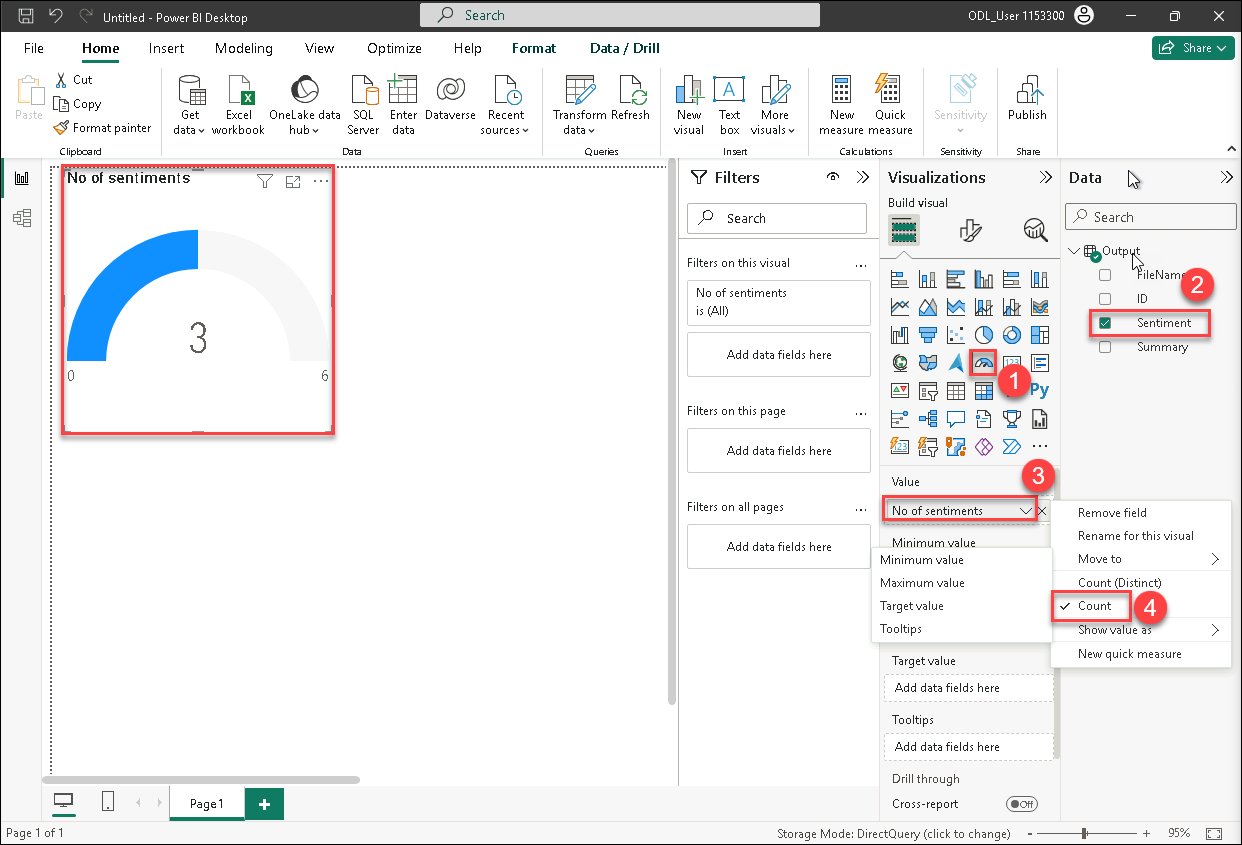 Untitled - Power BI Desktop
Search
ODL_User 1153300
File Home Insert Modeling View Optimize Help Format Data / Drill
Share
Paste
Cut
Copy
Format painter
Clipboard
Get data
Excel workbook
OneLake data hub
SQL Server
Enter data
Dataverse
Recent sources
Data
Transform data
Refresh
Queries
New visual
Text box
More visuals
Insert
New measure
Quick measure
Calculations
Sensitivity
Sensitivity
Publish
Share
No of sentiments
3
0
6
Filters
Search
Filters on this visual
No of sentiments
is (All)
Add data fields here
Filters on this page
Add data fields here
Filters on all pages
Add data fields here
Visualizations
Build visual
123
1
Py
123
Value
3
No of sentiments
Minimum value
Minimum value
Maximum value
Target value
Tooltips
Target value
Add data fields here
Tooltips
Add data fields here
Drill through
Cross-report
Off
Data
Search
Output
FileName
2
ID
Sentiment
Summary
Remove field
Rename for this visual
Move to
Count (Distinct)
Count
4
Show value as
New quick measure
Page1
Page 1 of 1
Storage Mode: DirectQuery (click to change)
- + 95%